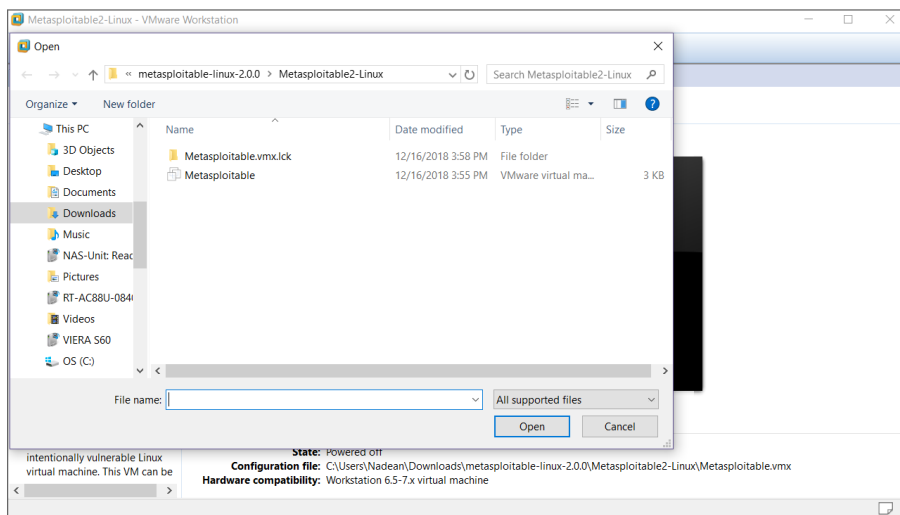 Metasploitable2-Linux - VMware Workstation
Open
« metasploitable-linux-2.0.0 > Metasploitable2-Linux
Search Metasploitable2-Linux
Organize
New folder
?
This PC
3D Objects
Desktop
Documents
Downloads
Music
NAS-Unit: Reac
Pictures
RT-AC88U-084
Videos
VIERA S60
OS (C:)
Name Date modified Type Size
Metasploitable.vmx.lck 12/16/2018 3:58 PM File folder
Metasploitable 12/16/2018 3:55 PM VMware virtual ma... 3 KB
File name:
All supported files
Open
Cancel
intentionally vulnerable Linux
virtual machine. This VM can be
State: Powered off
Configuration file: C:\Users\Nadean\Downloads\metasploitable-linux-2.0.0\Metasploitable2-Linux\Metasploitable.vmx
Hardware compatibility: Workstation 6.5-7.x virtual machine